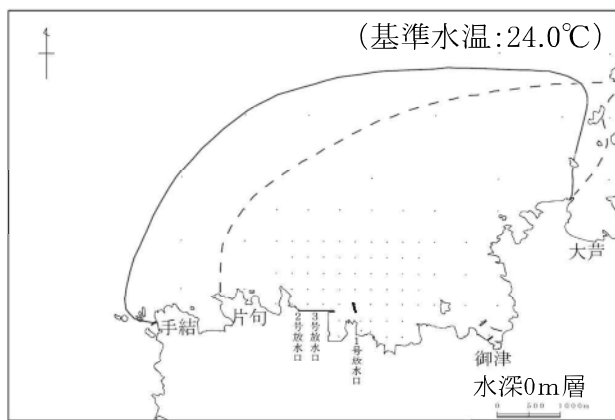 (基準水温:24.0℃)
大芦
手結
片句
2号放水口
3号放水口
1号放水口
御津
水深0m層
0 500 1000m